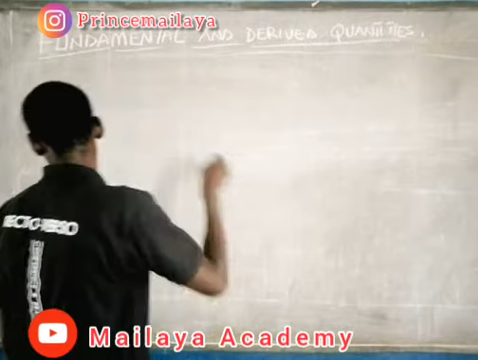 Princemailaya
FUNDAMENTAL AND DERIVED QUANTITIES.
Mailaya Academy